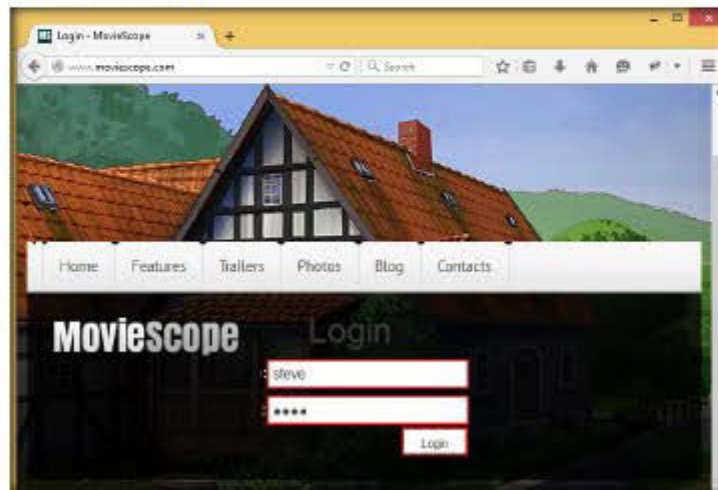 Login - MovieScope
www.moviescope.com
Search
Home Features Trailers Photos Blog Contacts
MovieScope
Login
steve
Login